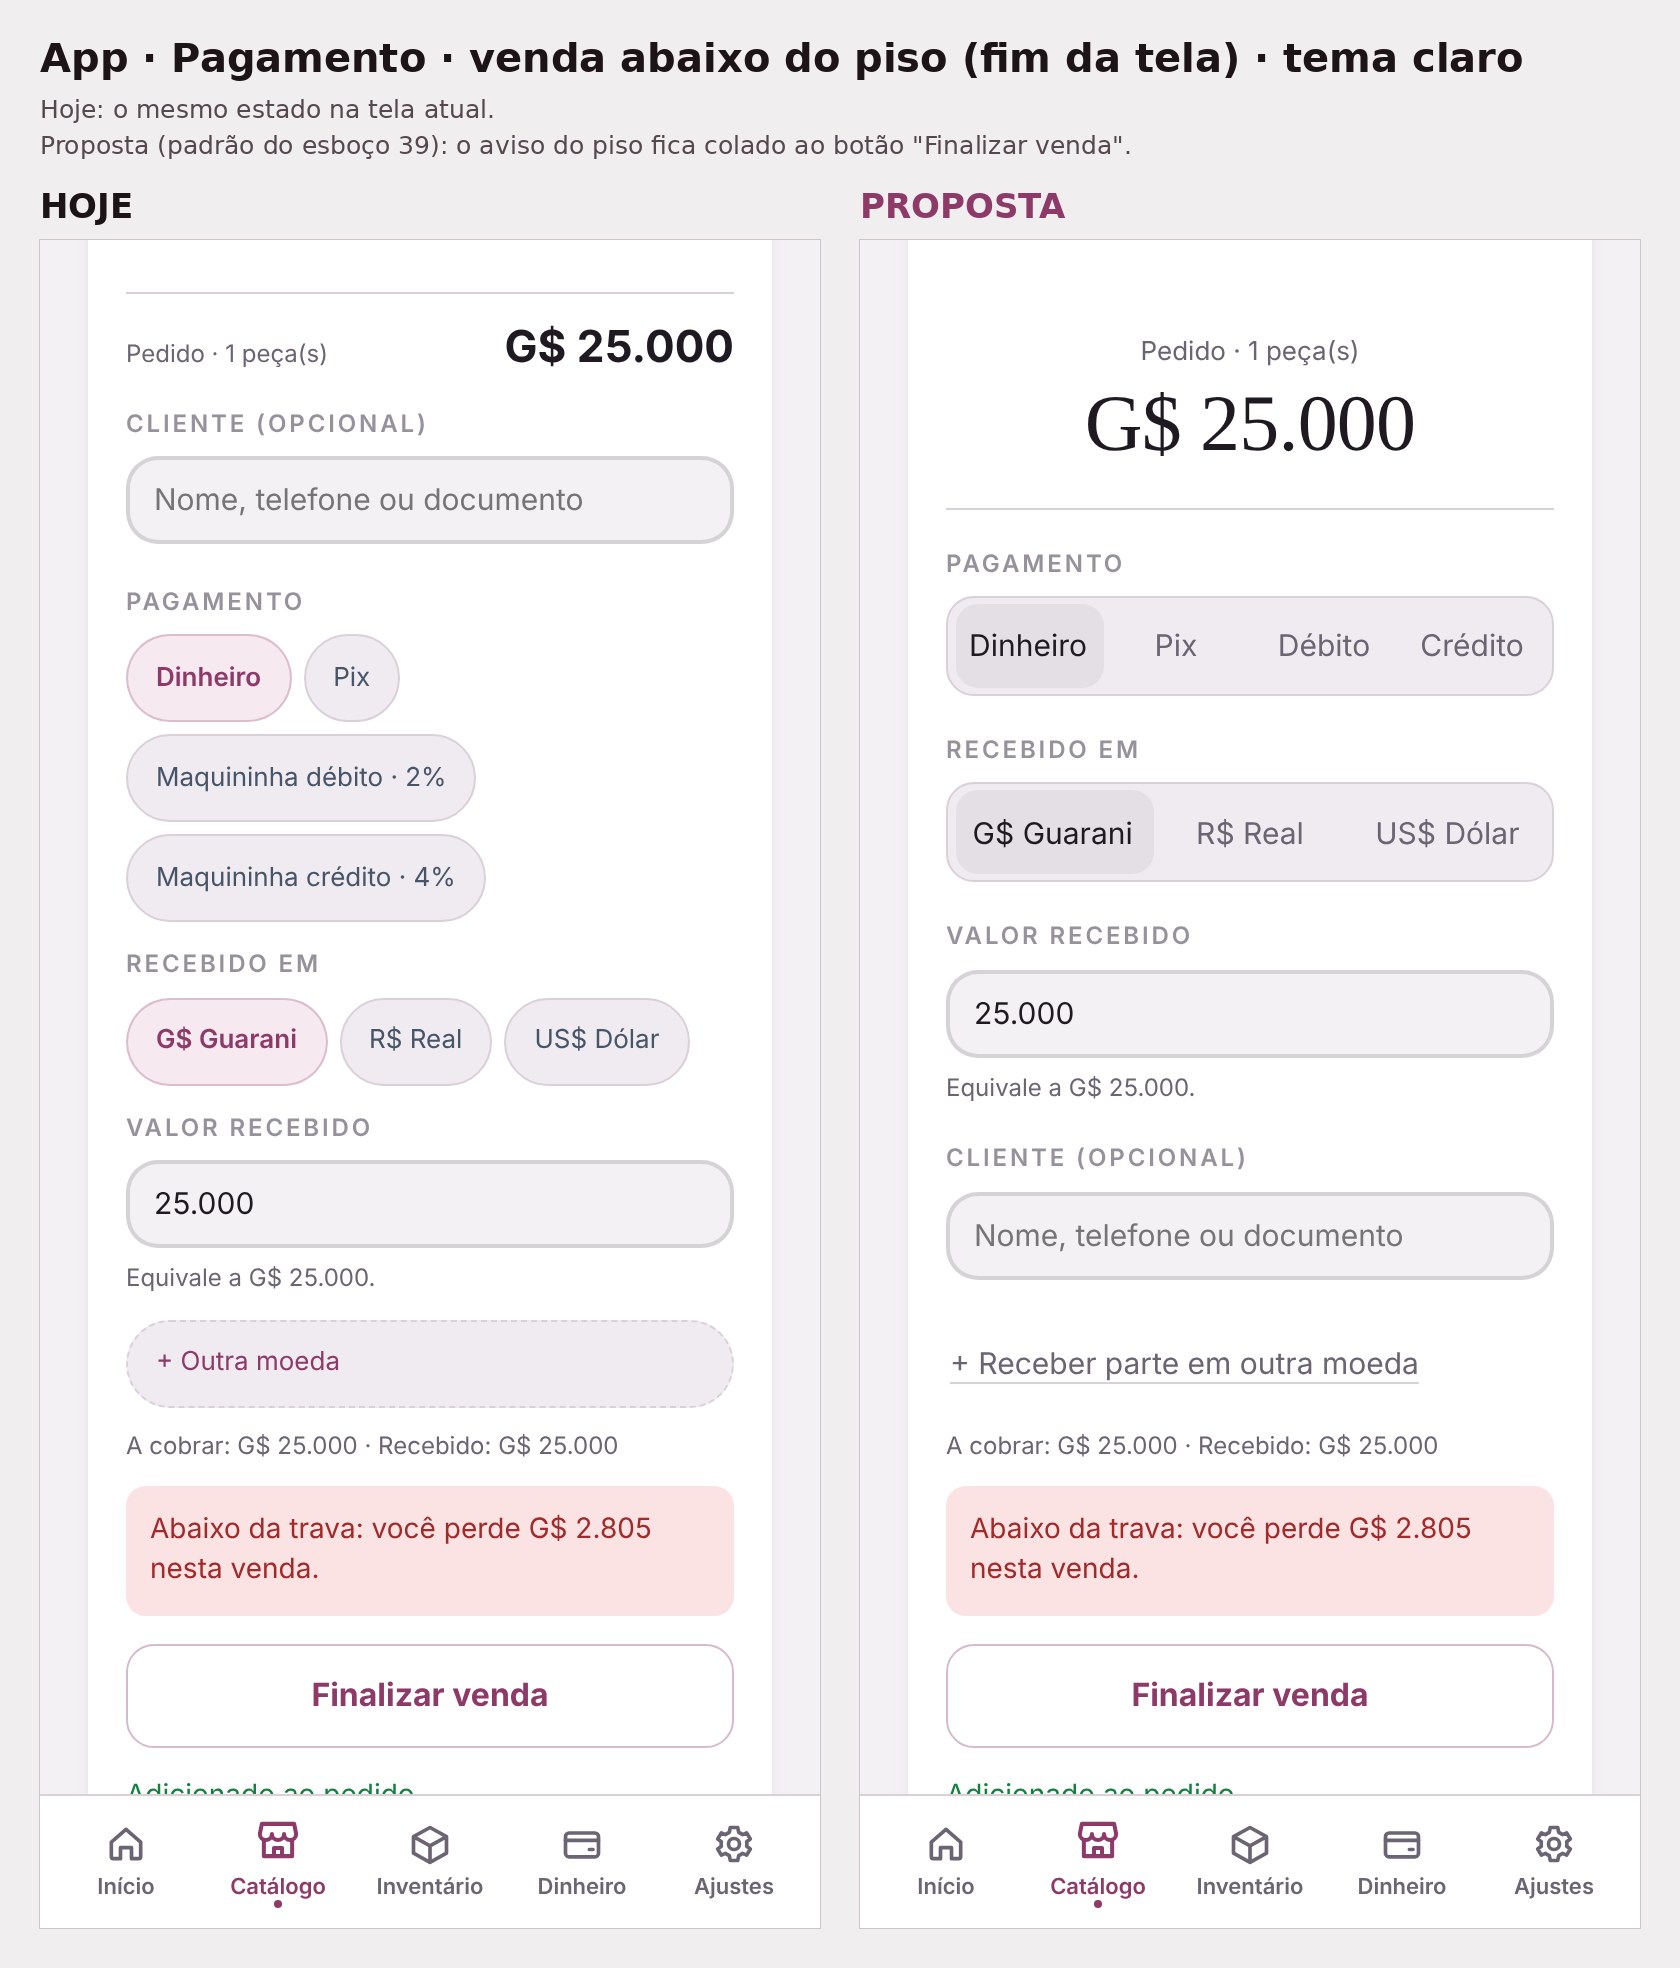 App · Pagamento · venda abaixo do piso (fim da tela) · tema claro
Hoje: o mesmo estado na tela atual.
Proposta (padrão do esboço 39): o aviso do piso fica colado ao botão "Finalizar venda".
HOJE
Pedido · 1 peça(s)
G$ 25.000
CLIENTE (OPCIONAL)
Nome, telefone ou documento
PAGAMENTO
Dinheiro
Pix
Maquininha débito · 2%
Maquininha crédito · 4%
RECEBIDO EM
G$ Guarani
R$ Real
US$ Dólar
VALOR RECEBIDO
25.000
Equivale a G$ 25.000.
+ Outra moeda
A cobrar: G$ 25.000 · Recebido: G$ 25.000
Abaixo da trava: você perde G$ 2.805
nesta venda.
Finalizar venda
Adicionado ao pedido
Início
Catálogo
Inventário
Dinheiro
Ajustes
PROPOSTA
Pedido · 1 peça(s)
G$ 25.000
PAGAMENTO
Dinheiro
Pix
Débito
Crédito
RECEBIDO EM
G$ Guarani
R$ Real
US$ Dólar
VALOR RECEBIDO
25.000
Equivale a G$ 25.000.
CLIENTE (OPCIONAL)
Nome, telefone ou documento
+ Receber parte em outra moeda
A cobrar: G$ 25.000 · Recebido: G$ 25.000
Abaixo da trava: você perde G$ 2.805
nesta venda.
Finalizar venda
Adicionado ao pedido
Início
Catálogo
Inventário
Dinheiro
Ajustes